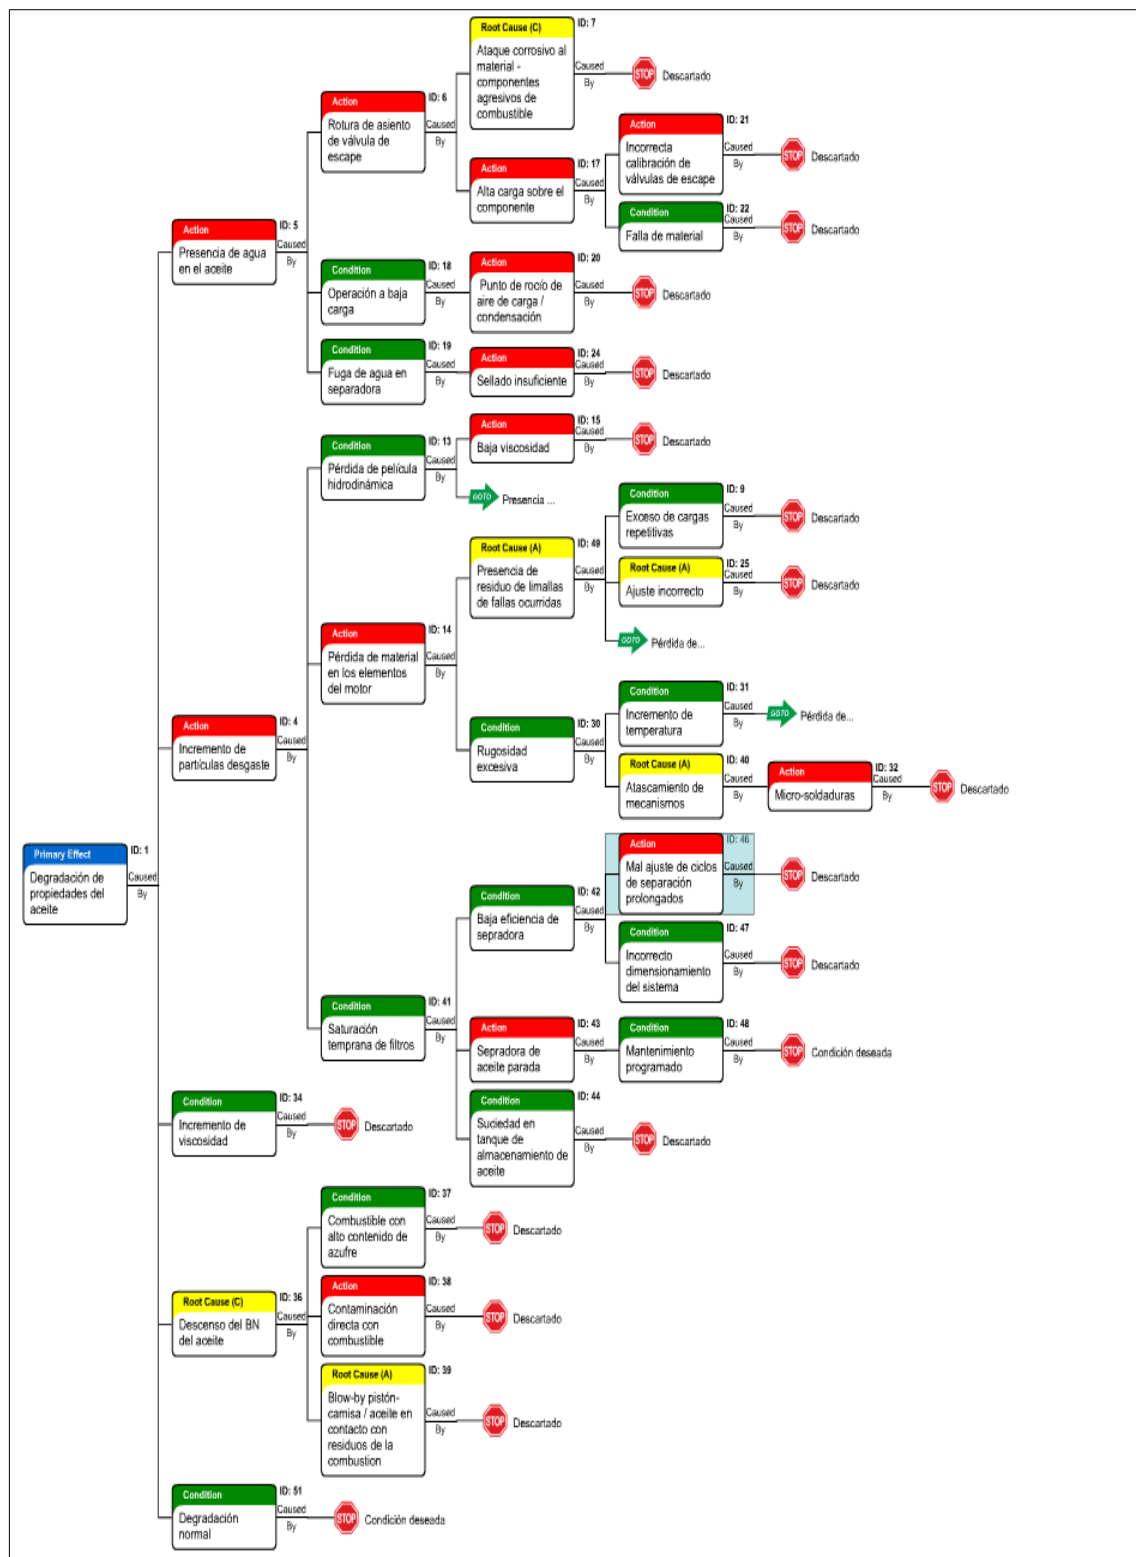 Root Cause (C) ID: 7
Ataque corrosivo al
material -
componentes
agresivos de
combustible
Caused
By
STOP Descartado
Action ID: 6
Rotura de asiento
de válvula de
escape
Caused
By
Action ID: 21
Incorrecta
calibración de
válvulas de escape
Caused
By
STOP Descartado
Action ID: 17
Alta carga sobre el
componente
Caused
By
Condition ID: 22
Falla de material
Caused
By
STOP Descartado
Action ID: 5
Presencia de agua
en el aceite
Caused
By
Condition ID: 18
Operación a baja
carga
Caused
By
Action ID: 20
Punto de rocío de
aire de carga /
condensación
Caused
By
STOP Descartado
Condition ID: 19
Fuga de agua en
separadora
Caused
By
Action ID: 24
Sellado insuficiente
Caused
By
STOP Descartado
Condition ID: 13
Pérdida de película
hidrodinámica
Caused
By
Action ID: 15
Baja viscosidad
Caused
By
STOP Descartado
GOTO Presencia ...
Condition ID: 9
Exceso de cargas
repetitivas
Caused
By
STOP Descartado
Root Cause (A) ID: 49
Presencia de
residuo de limallas
de fallas ocurridas
Caused
By
Root Cause (A) ID: 25
Ajuste incorrecto
Caused
By
STOP Descartado
GOTO Pérdida de...
Action ID: 14
Pérdida de material
en los elementos
del motor
Caused
By
Condition ID: 31
Incremento de
temperatura
Caused
By
GOTO Pérdida de...
Condition ID: 30
Rugosidad
excesiva
Caused
By
Root Cause (A) ID: 40
Atascamiento de
mecanismos
Caused
By
Action ID: 32
Micro-soldaduras
Caused
By
STOP Descartado
Action ID: 4
Incremento de
partículas desgaste
Caused
By
Primary Effect ID: 1
Degradación de
propiedades del
aceite
Caused
By
Action ID: 46
Mal ajuste de ciclos
de separación
prolongados
Caused
By
STOP Descartado
Condition ID: 42
Baja eficiencia de
sepradora
Caused
By
Condition ID: 47
Incorrecto
dimensionamiento
del sistema
Caused
By
STOP Descartado
Condition ID: 41
Saturación
temprana de filtros
Caused
By
Action ID: 43
Sepradora de
aceite parada
Caused
By
Condition ID: 48
Mantenimiento
programado
Caused
By
STOP Condición deseada
Condition ID: 44
Suciedad en
tanque de
almacenamiento de
aceite
Caused
By
STOP Descartado
Condition ID: 34
Incremento de
viscosidad
Caused
By
STOP Descartado
Condition ID: 37
Combustible con
alto contenido de
azufre
Caused
By
STOP Descartado
Root Cause (C) ID: 36
Descenso del BN
del aceite
Caused
By
Action ID: 38
Contaminación
directa con
combustible
Caused
By
STOP Descartado
Root Cause (A) ID: 39
Blow-by pistón-
camisa / aceite en
contacto con
residuos de la
combustion
Caused
By
STOP Descartado
Condition ID: 51
Degradación
normal
Caused
By
STOP Condición deseada